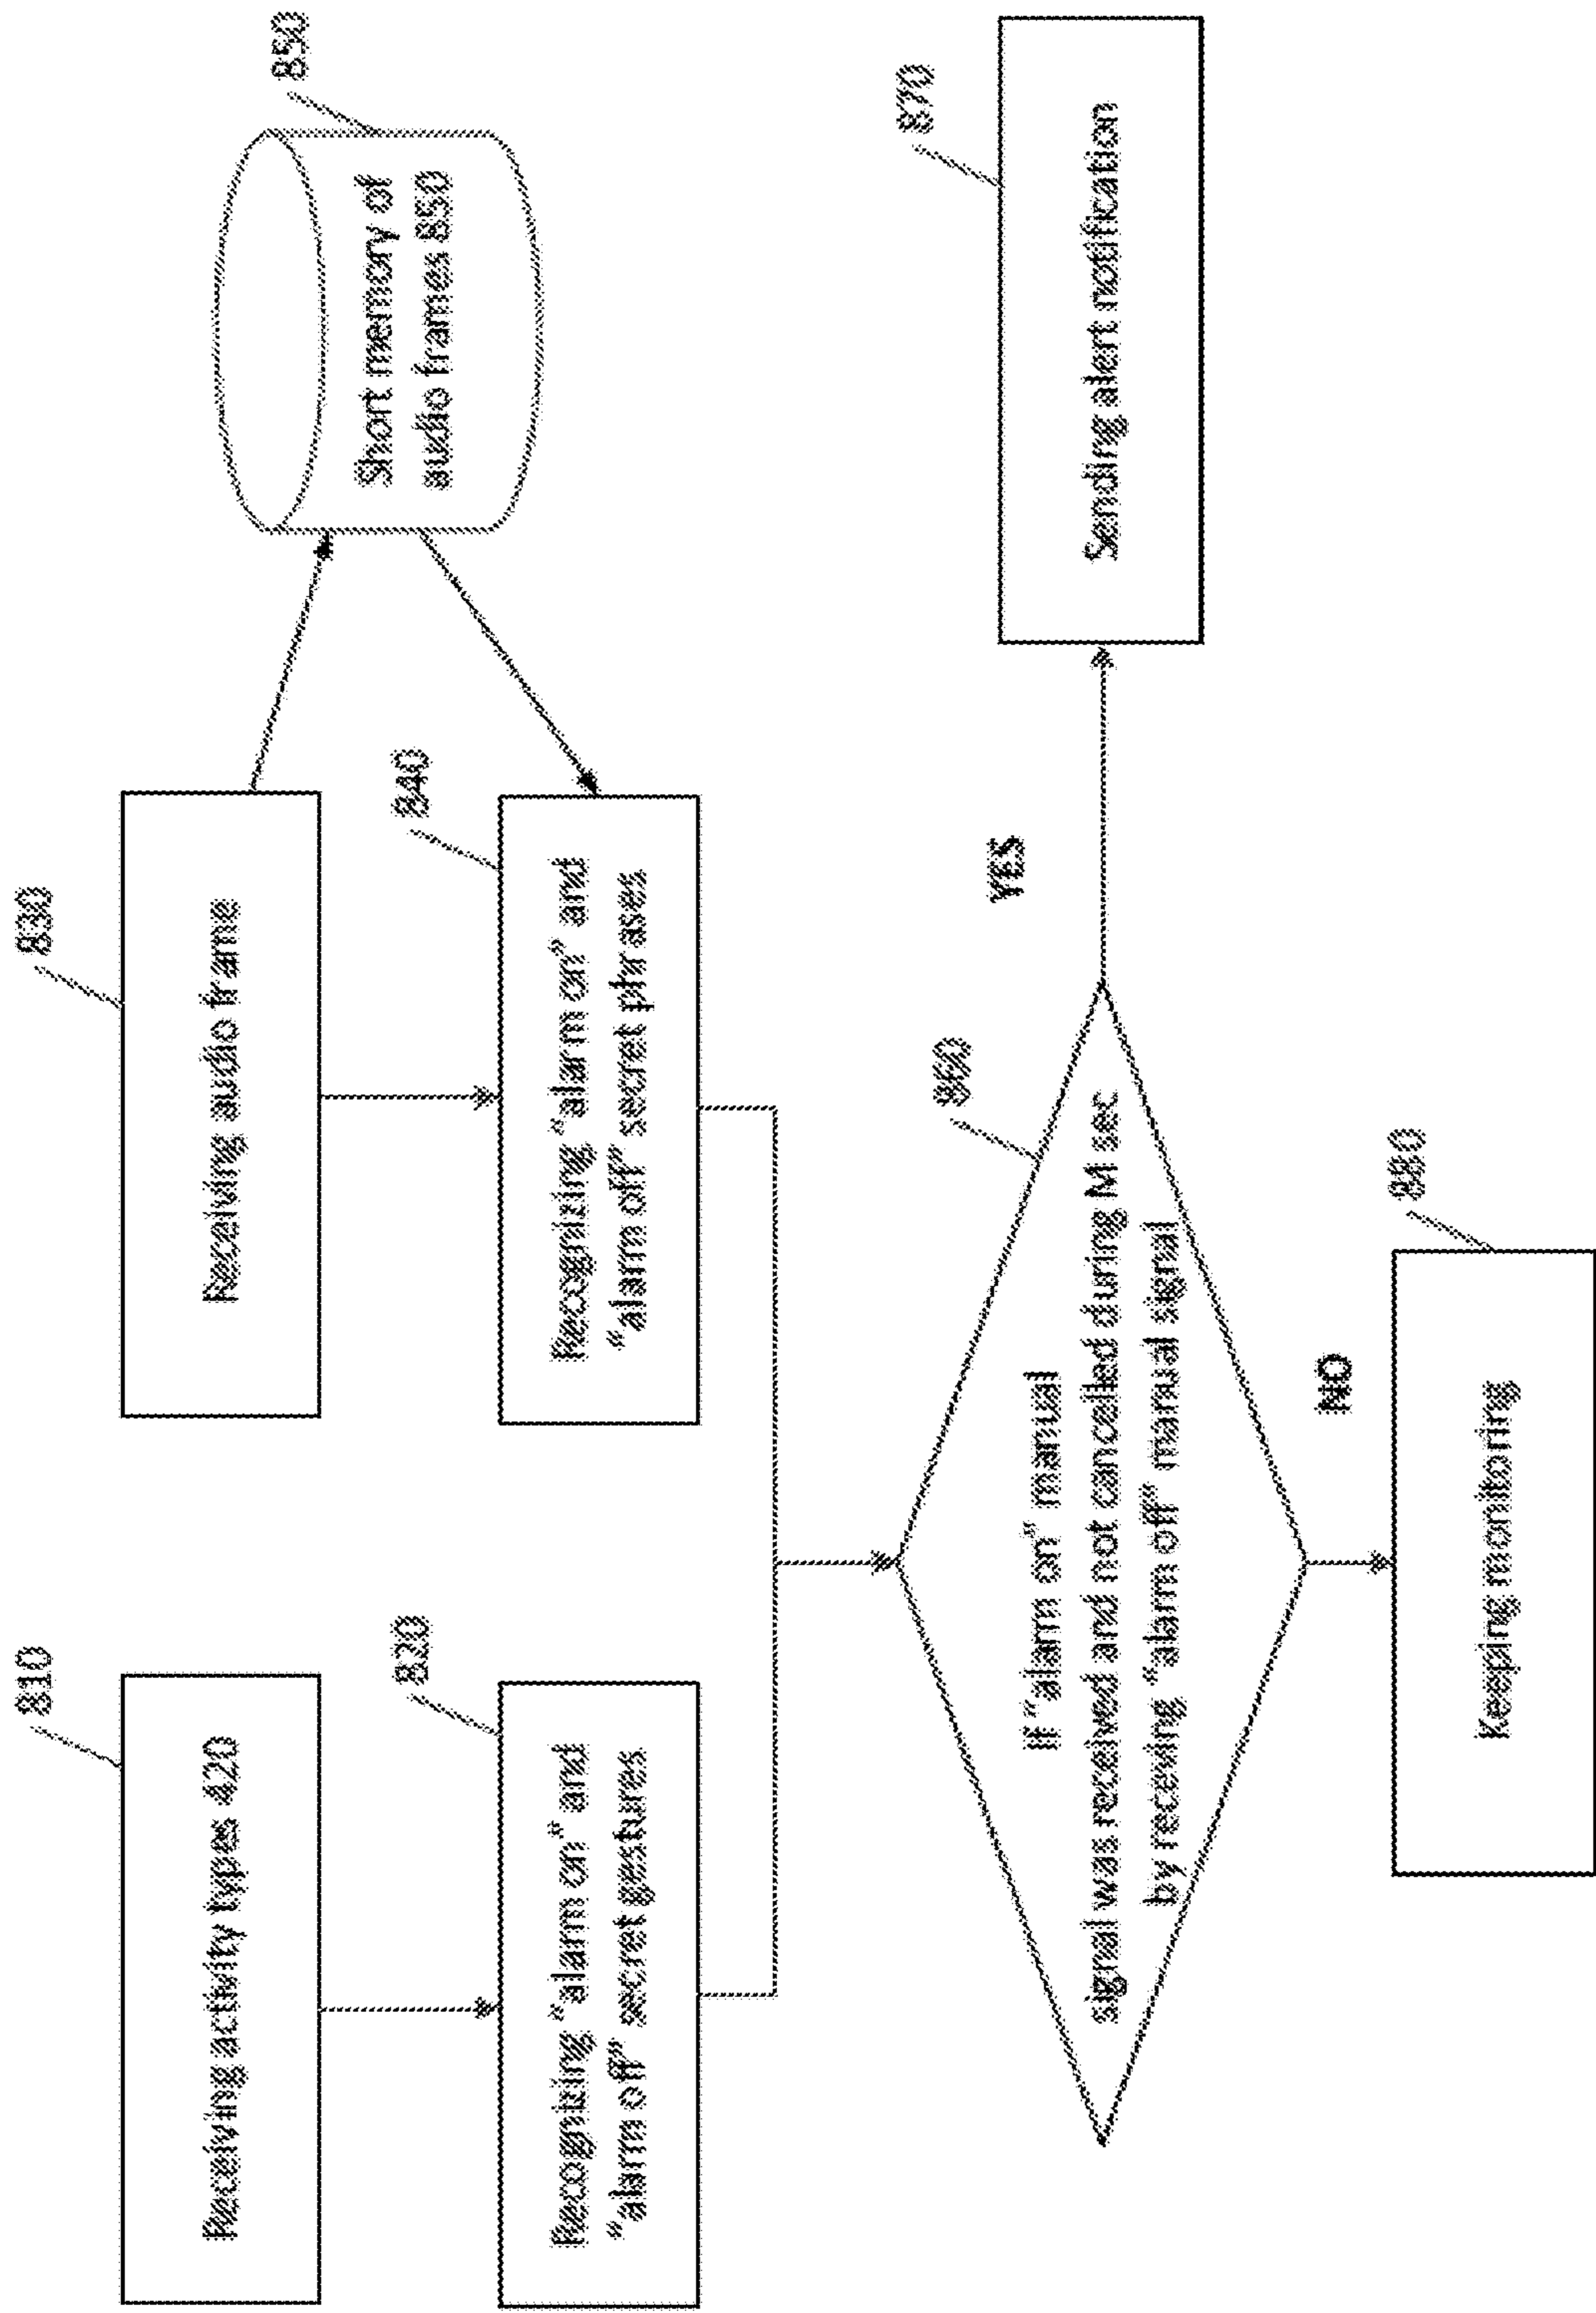 810
Receiving activity types 420
830
Receiving audio frame
850
Short memory of
audio frames 850
820
Recognizing "alarm on" and
"alarm off" secret gestures
840
Recognizing "alarm on" and
"alarm off" secret phrases
860
If "alarm on" manual
signal was received and not cancelled during M sec
by receiving "alarm off" manual signal
YES
870
Sending alert notification
NO
880
Keeping monitoring